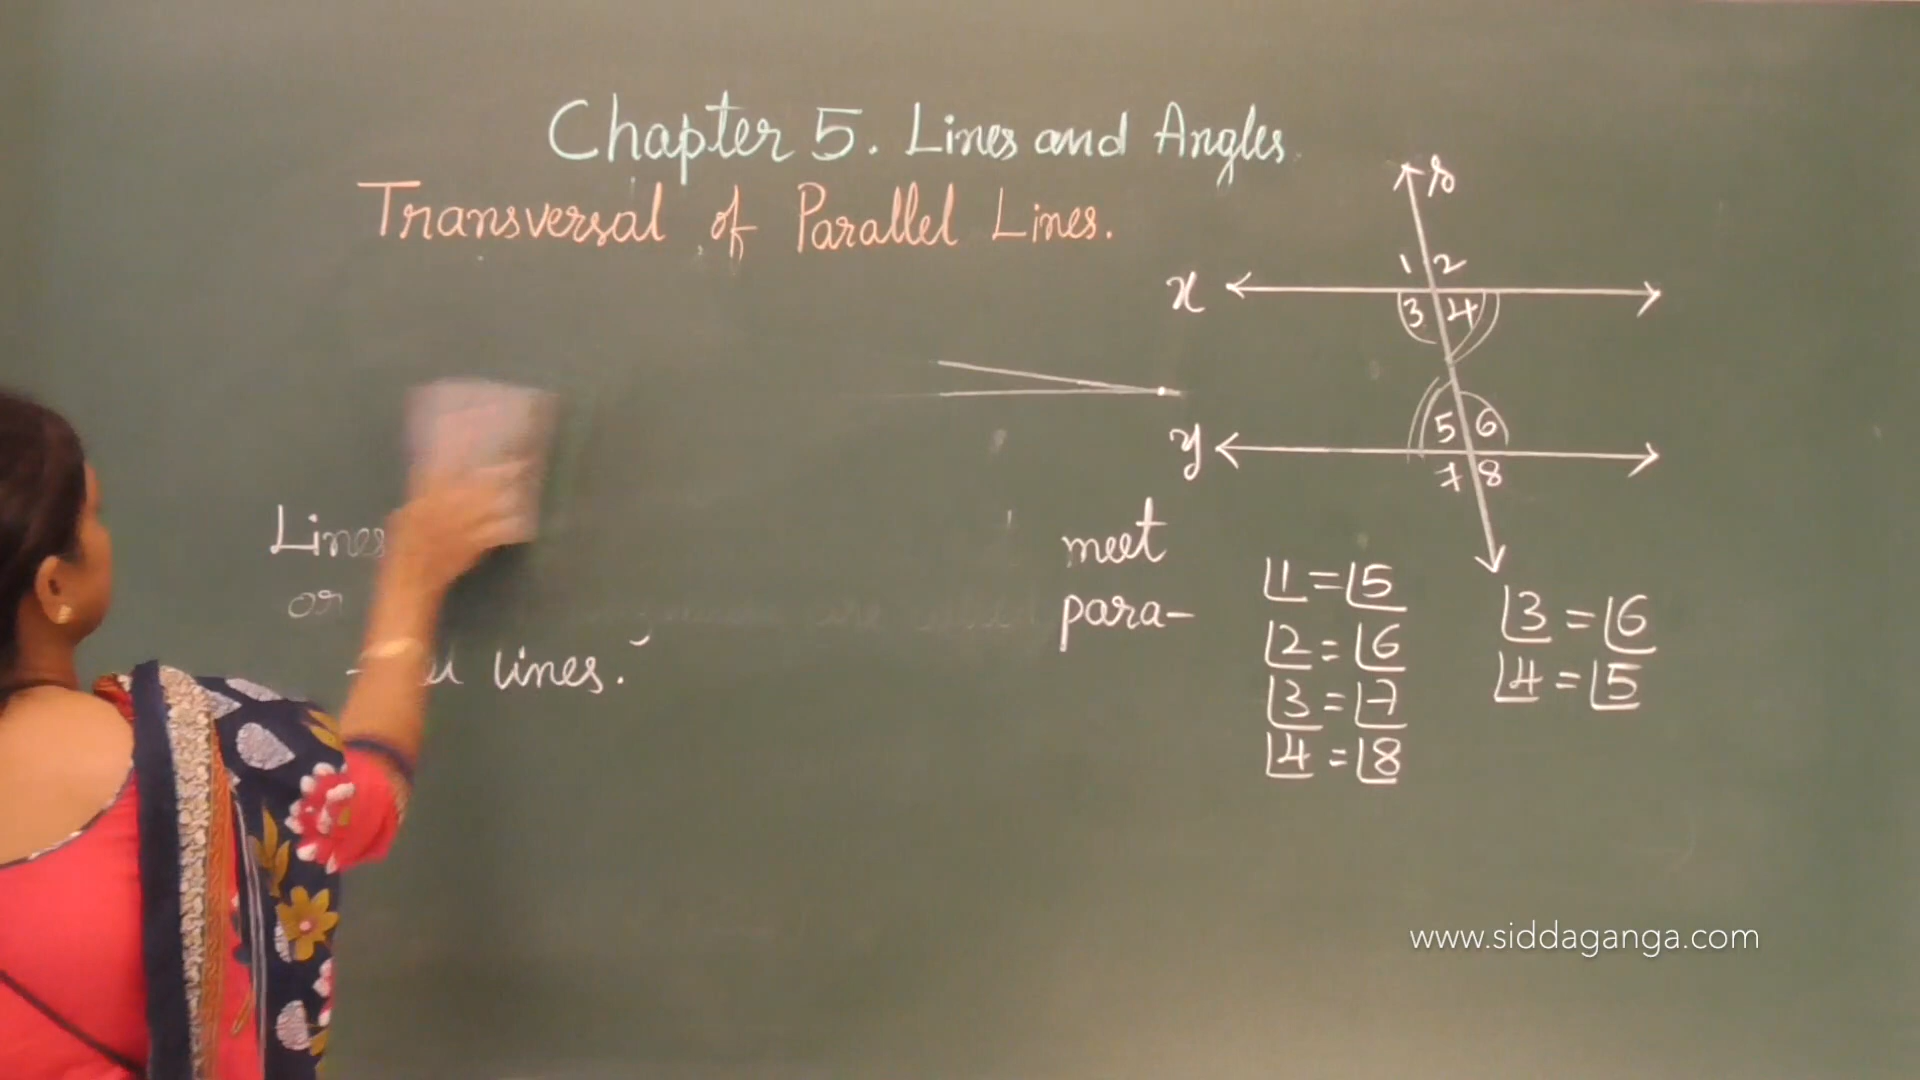 Chapter 5. Lines and Angles
Transversal of Parallel Lines.
x
1 2
3 4
y
5 6
7 8
Lines meet
or para-
lines.
∠1 = ∠5
∠2 = ∠6
∠3 = ∠7
∠4 = ∠8
∠3 = ∠6
∠4 = ∠5
www.siddaganga.com